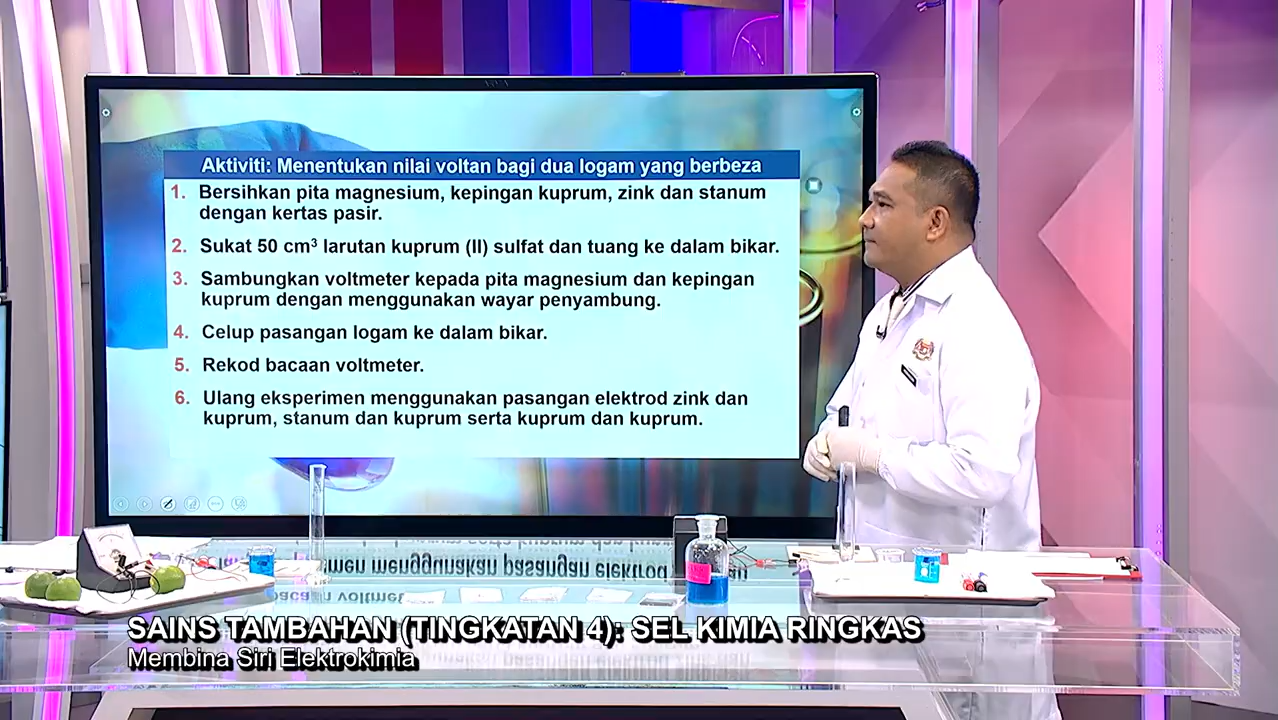 Aktiviti: Menentukan nilai voltan bagi dua logam yang berbeza
1. Bersihkan pita magnesium, kepingan kuprum, zink dan stanum
dengan kertas pasir.
2. Sukat 50 cm³ larutan kuprum (II) sulfat dan tuang ke dalam bikar.
3. Sambungkan voltmeter kepada pita magnesium dan kepingan
kuprum dengan menggunakan wayar penyambung.
4. Celup pasangan logam ke dalam bikar.
5. Rekod bacaan voltmeter.
6. Ulang eksperimen menggunakan pasangan elektrod zink dan
kuprum, stanum dan kuprum serta kuprum dan kuprum.
SAINS TAMBAHAN (TINGKATAN 4): SEL KIMIA RINGKAS
Membina Siri Elektrokimia